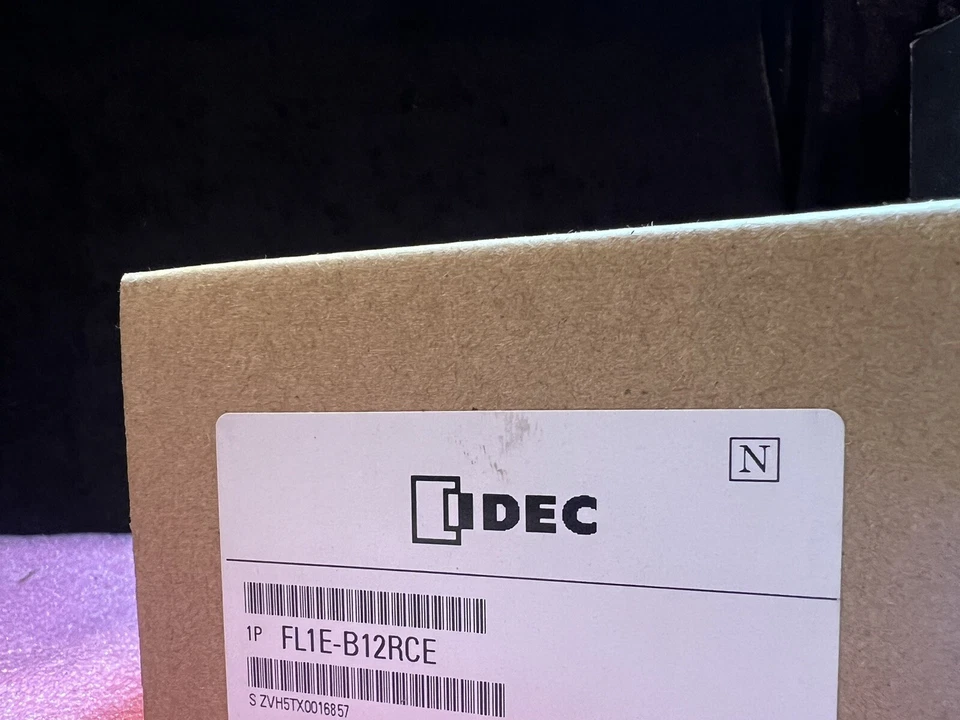 N
IDEC
1P FL1E-B12RCE
S ZVH5TX0016857